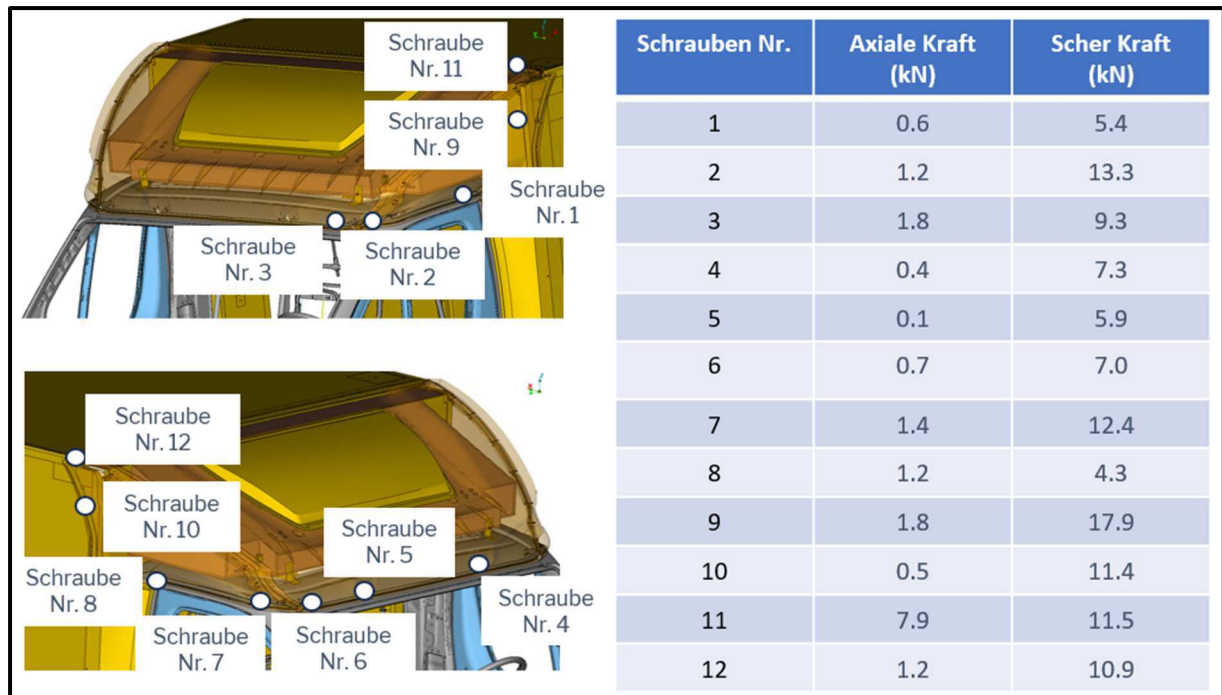 Schraube
Nr. 11
Schraube
Nr. 9
Schraube
Nr. 1
Schraube
Nr. 3
Schraube
Nr. 2
Schraube
Nr. 12
Schraube
Nr. 10
Schraube
Nr. 5
Schraube
Nr. 8
Schraube
Nr. 4
Schraube
Nr. 7
Schraube
Nr. 6
Schrauben Nr. Axiale Kraft (kN) Scher Kraft (kN)
1 0.6 5.4
2 1.2 13.3
3 1.8 9.3
4 0.4 7.3
5 0.1 5.9
6 0.7 7.0
7 1.4 12.4
8 1.2 4.3
9 1.8 17.9
10 0.5 11.4
11 7.9 11.5
12 1.2 10.9